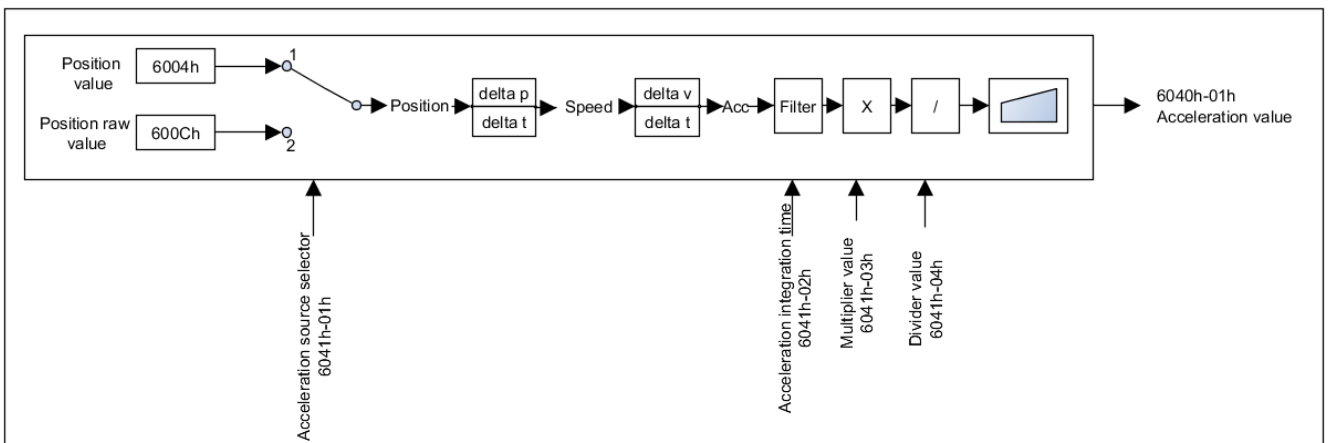 Position
value
6004h
1
Position raw
value
600Ch
2
Position
delta p
delta t
Speed
delta v
delta t
Acc
Filter
X
/
6040h-01h
Acceleration value
Acceleration source selector
6041h-01h
Acceleration integration time
6041h-02h
Multiplier value
6041h-03h
Divider value
6041h-04h